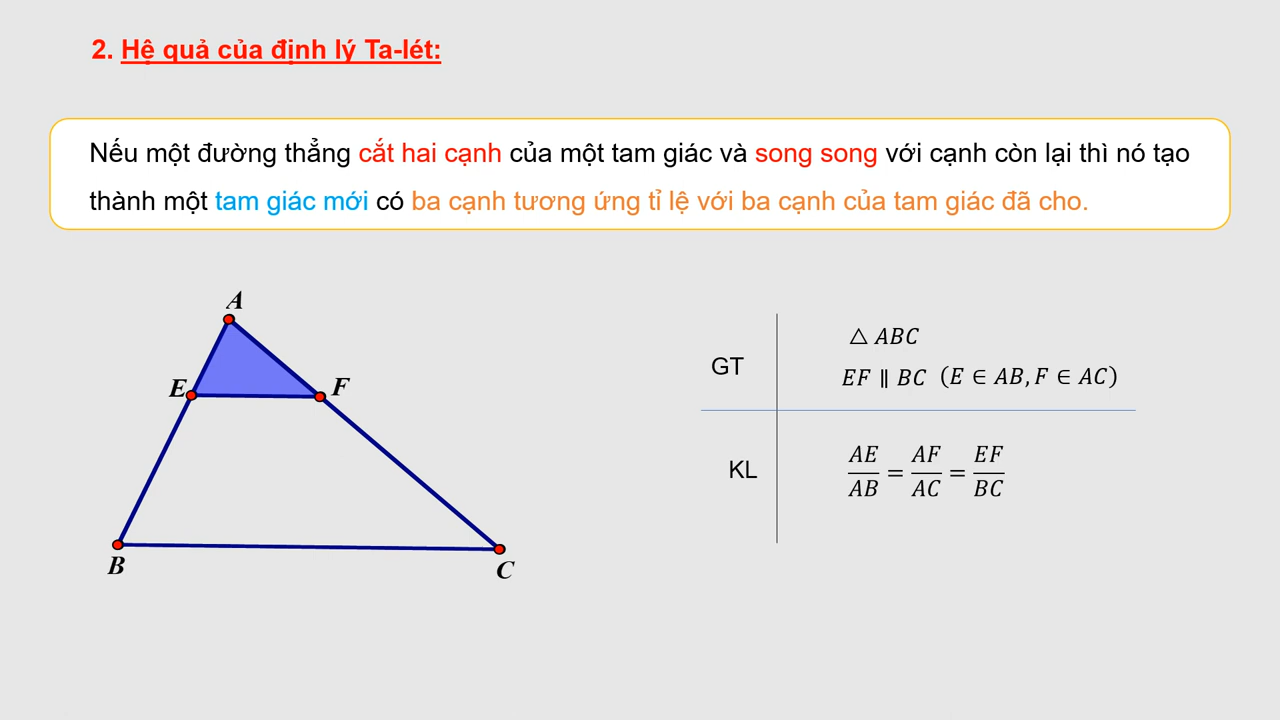 2. Hệ quả của định lý Ta-lét:
Nếu một đường thẳng cắt hai cạnh của một tam giác và song song với cạnh còn lại thì nó tạo
thành một tam giác mới có ba cạnh tương ứng tỉ lệ với ba cạnh của tam giác đã cho.
A
E
F
B
C
GT
△ ABC
EF ∥ BC (E ∈ AB, F ∈ AC)
KL
AE/AB = AF/AC = EF/BC